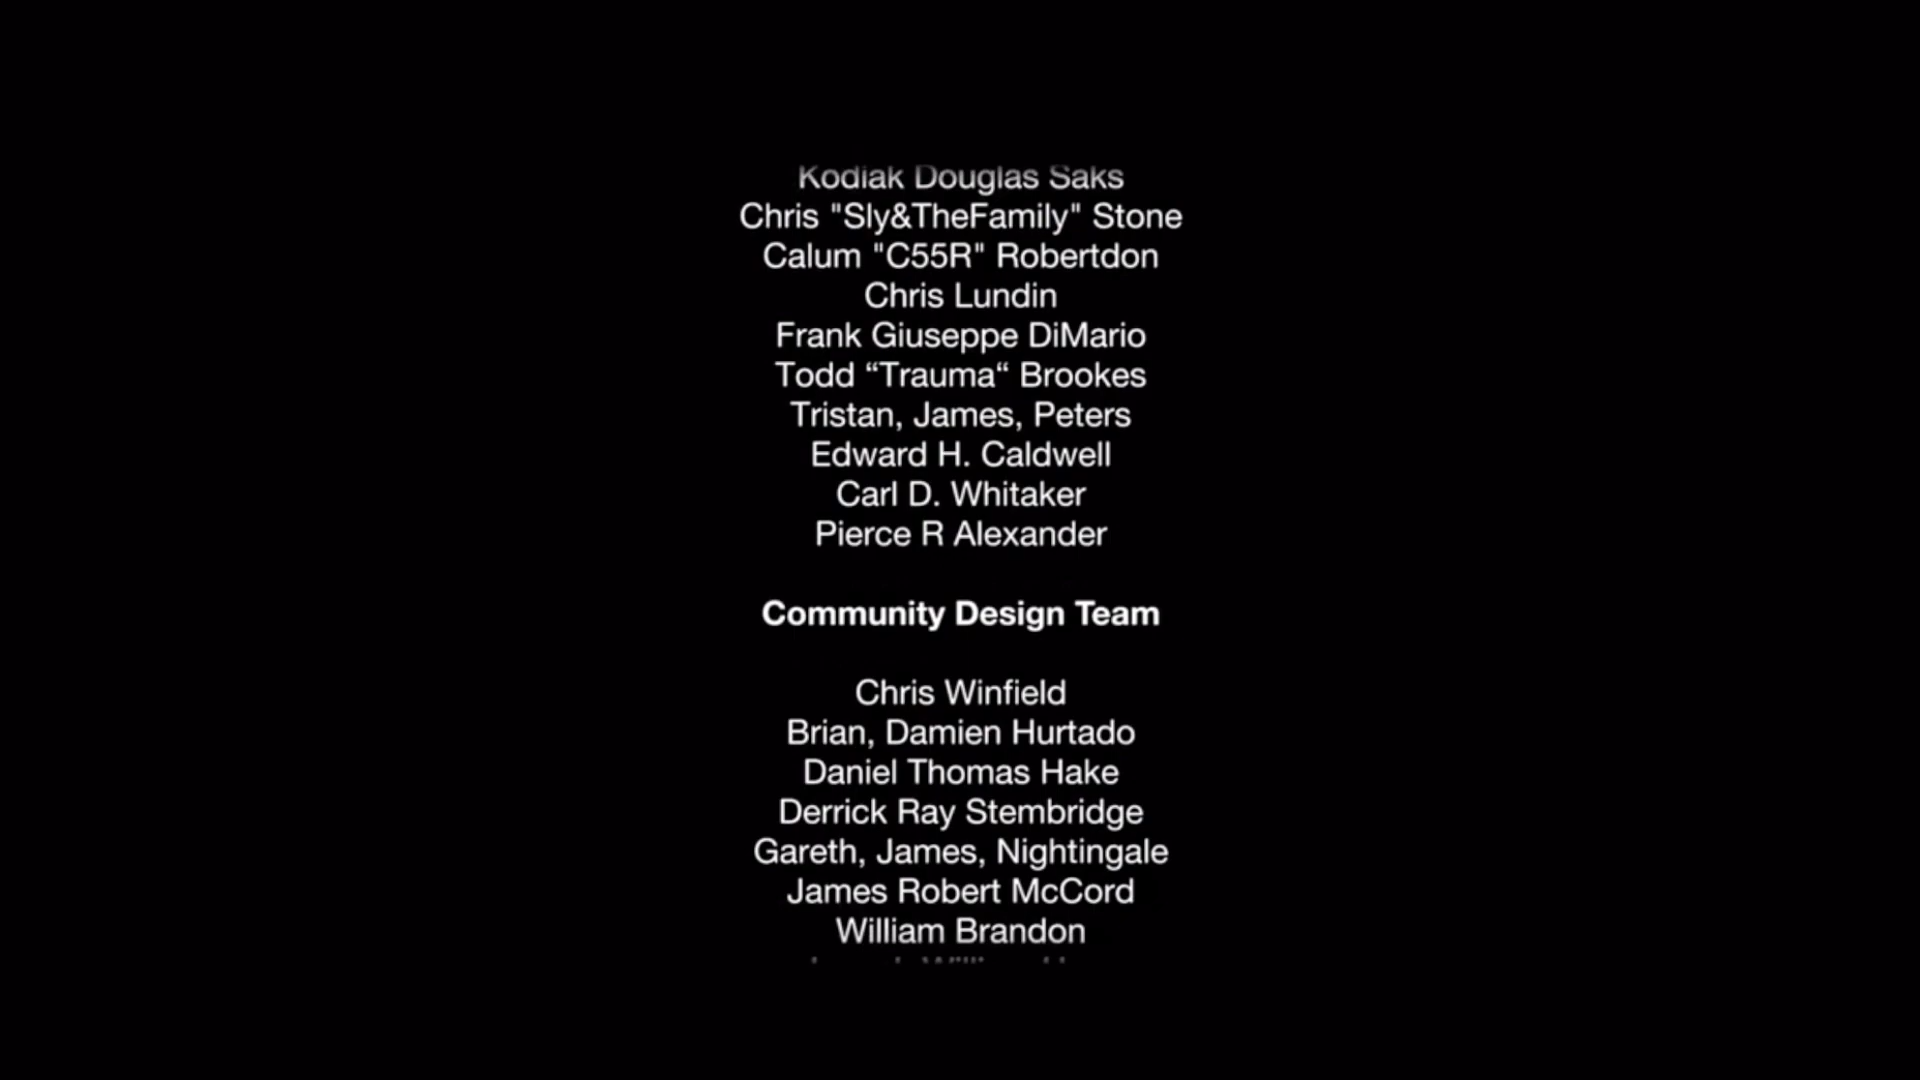 Kodiak Douglas Saks
Chris "Sly&TheFamily" Stone
Calum "C55R" Robertdon
Chris Lundin
Frank Giuseppe DiMario
Todd “Trauma“ Brookes
Tristan, James, Peters
Edward H. Caldwell
Carl D. Whitaker
Pierce R Alexander
Community Design Team
Chris Winfield
Brian, Damien Hurtado
Daniel Thomas Hake
Derrick Ray Stembridge
Gareth, James, Nightingale
James Robert McCord
William Brandon